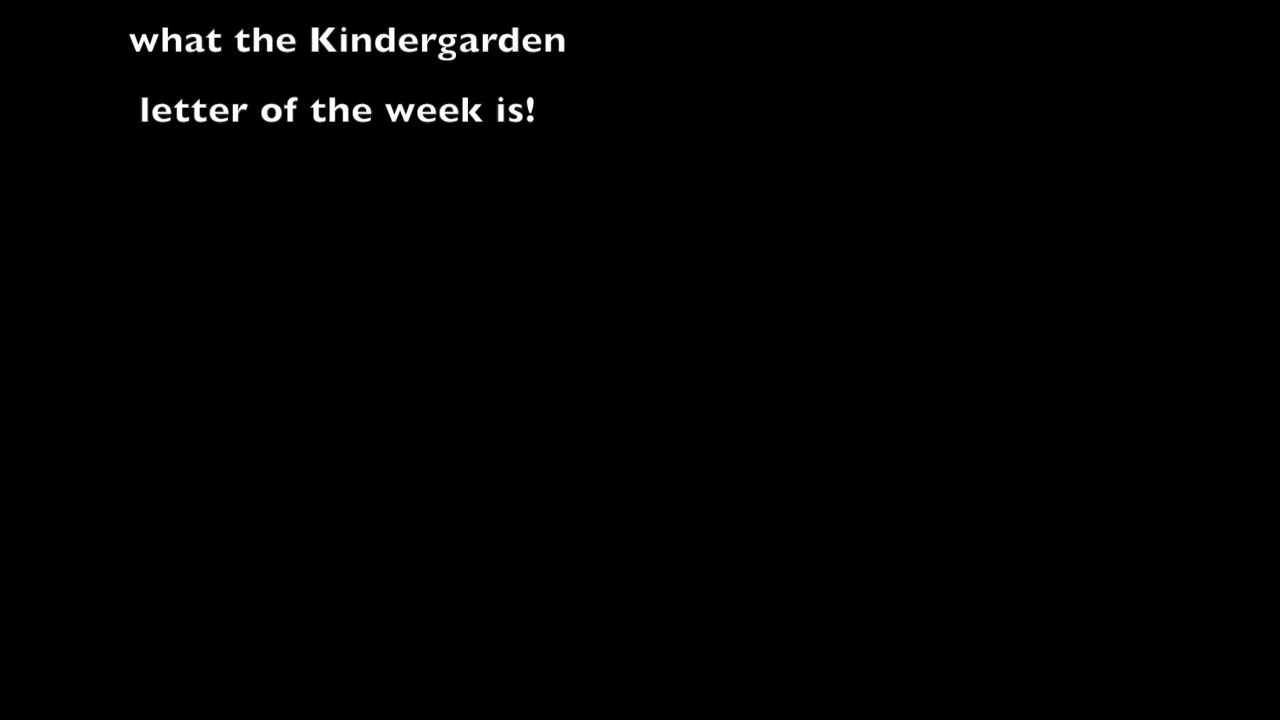 what the Kindergarden
letter of the week is!